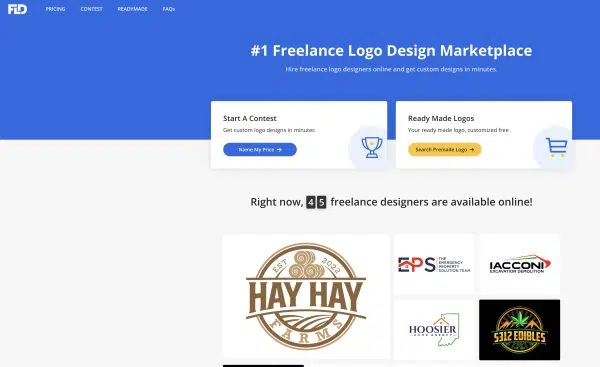 FLD
PRICING CONTEST READYMADE FAQs
#1 Freelance Logo Design Marketplace
Hire freelance logo designers online and get custom designs in minutes.
Start A Contest
Get custom logo designs in minutes
Name My Price →
Ready Made Logos
Your ready made logo, customized free
Search Premade Logo →
Right now, 45 freelance designers are available online!
EST 2022
HAY HAY
FARMS
EPS THE EMERGENCY PROPERTY SOLUTION TEAM
IACCONI
EXCAVATION DEMOLITION
HOOSIER
HOME AGENCY
5312 EDIBLES